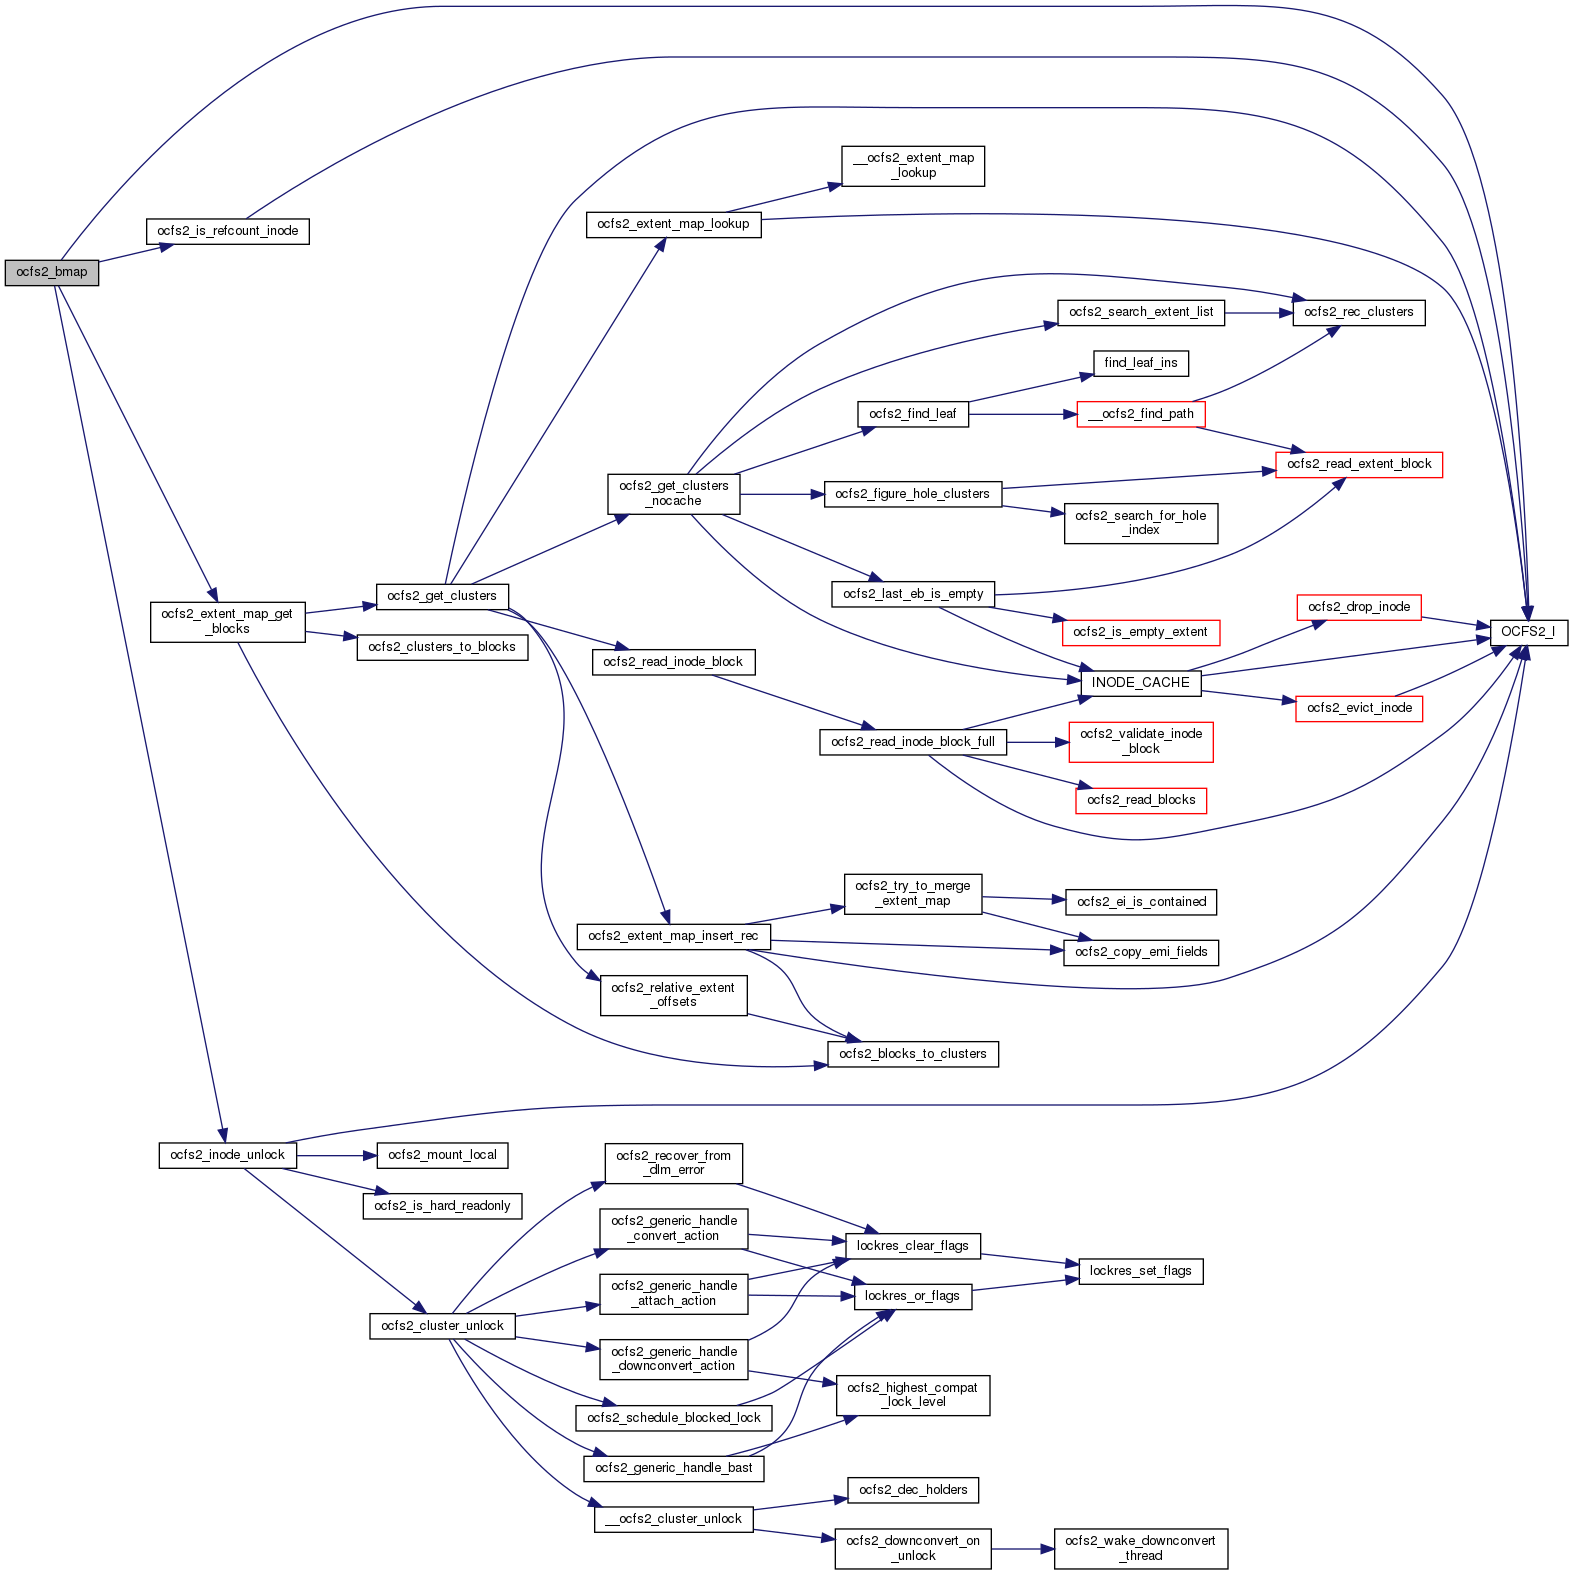 __ocfs2_extent_map
_lookup
ocfs2_is_refcount_inode
ocfs2_extent_map_lookup
ocfs2_bmap
ocfs2_search_extent_list
ocfs2_rec_clusters
find_leaf_ins
ocfs2_find_leaf
__ocfs2_find_path
ocfs2_read_extent_block
ocfs2_get_clusters
_nocache
ocfs2_figure_hole_clusters
ocfs2_search_for_hole
_index
ocfs2_get_clusters
ocfs2_last_eb_is_empty
ocfs2_drop_inode
ocfs2_extent_map_get
_blocks
ocfs2_is_empty_extent
OCFS2_I
ocfs2_clusters_to_blocks
ocfs2_read_inode_block
INODE_CACHE
ocfs2_evict_inode
ocfs2_read_inode_block_full
ocfs2_validate_inode
_block
ocfs2_read_blocks
ocfs2_try_to_merge
_extent_map
ocfs2_ei_is_contained
ocfs2_extent_map_insert_rec
ocfs2_copy_emi_fields
ocfs2_relative_extent
_offsets
ocfs2_blocks_to_clusters
ocfs2_inode_unlock
ocfs2_mount_local
ocfs2_recover_from
_dlm_error
ocfs2_is_hard_readonly
ocfs2_generic_handle
_convert_action
lockres_clear_flags
lockres_set_flags
ocfs2_generic_handle
_attach_action
lockres_or_flags
ocfs2_cluster_unlock
ocfs2_generic_handle
_downconvert_action
ocfs2_highest_compat
_lock_level
ocfs2_schedule_blocked_lock
ocfs2_generic_handle_bast
ocfs2_dec_holders
__ocfs2_cluster_unlock
ocfs2_downconvert_on
_unlock
ocfs2_wake_downconvert
_thread